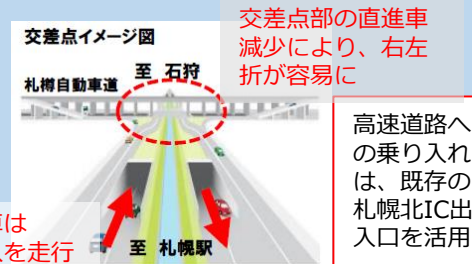 交差点部の直進車
減少により、右左
折が容易に
交差点イメージ図
至 石狩
札樽自動車道
高速道路へ
の乗り入れ
は、既存の
札幌北IC出
入口を活用
至 札幌駅
を走行